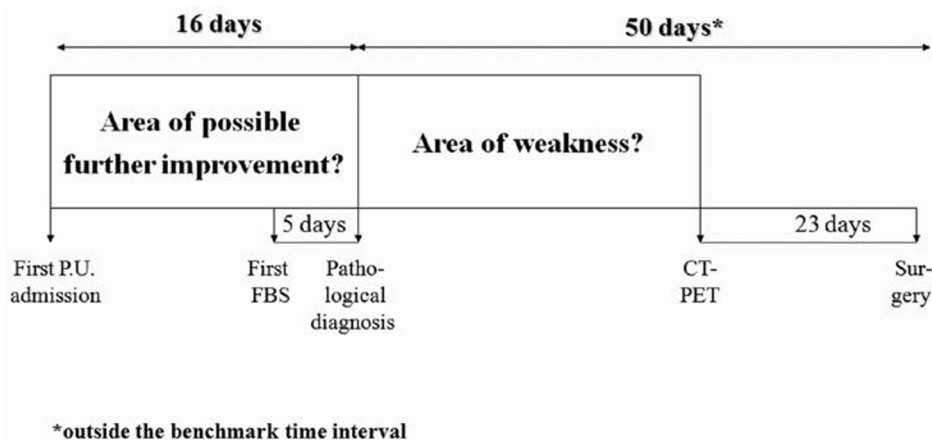 16 days
50 days*
Area of possible
further improvement?
Area of weakness?
5 days
23 days
First P.U.
admission
First
FBS
Patho-
logical
diagnosis
CT-
PET
Sur-
gery
*outside the benchmark time interval